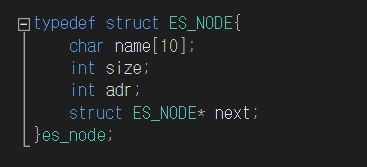 typedef struct ES_NODE{
char name[10];
int size;
int adr;
struct ES_NODE* next;
}es_node;